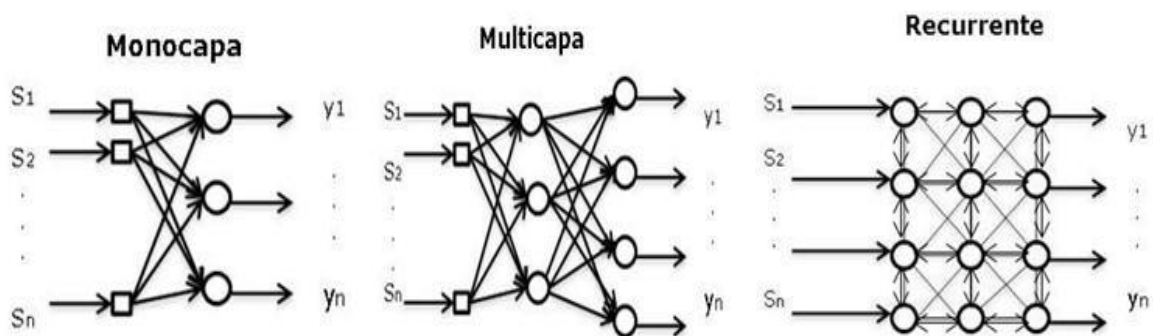 Monocapa
S1
S2
Sn
y1
yn
Multicapa
S1
S2
Sn
y1
yn
Recurrente
S1
S2
Sn
y1
yn